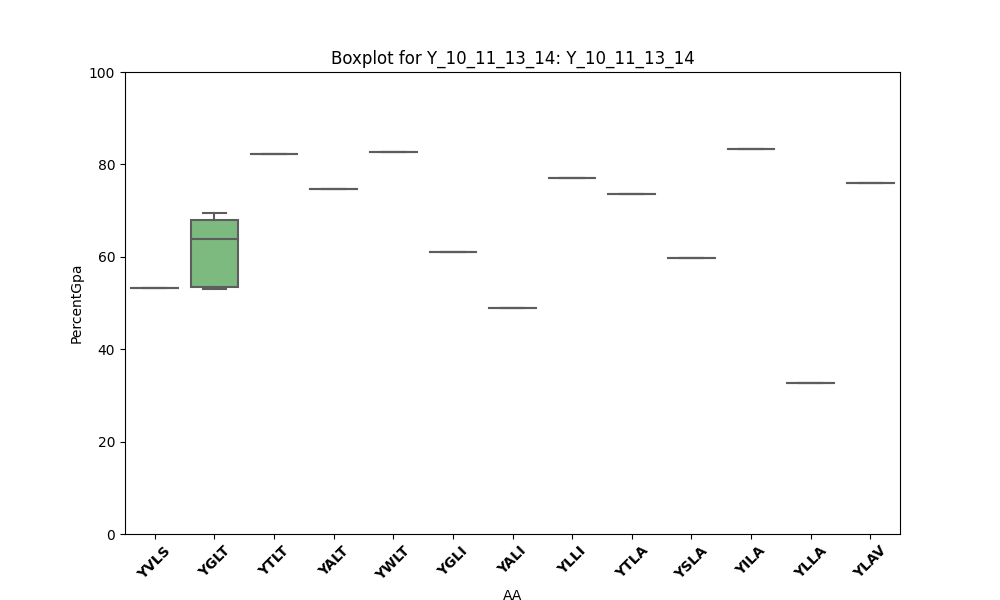 Boxplot for Y_10_11_13_14: Y_10_11_13_14
PercentGpa
100
80
60
40
20
0
YVLS YGLT YTLT YALT YWLT YGLI YALI YLLI YTLA YSLA YILA YLLA YLAV
AA